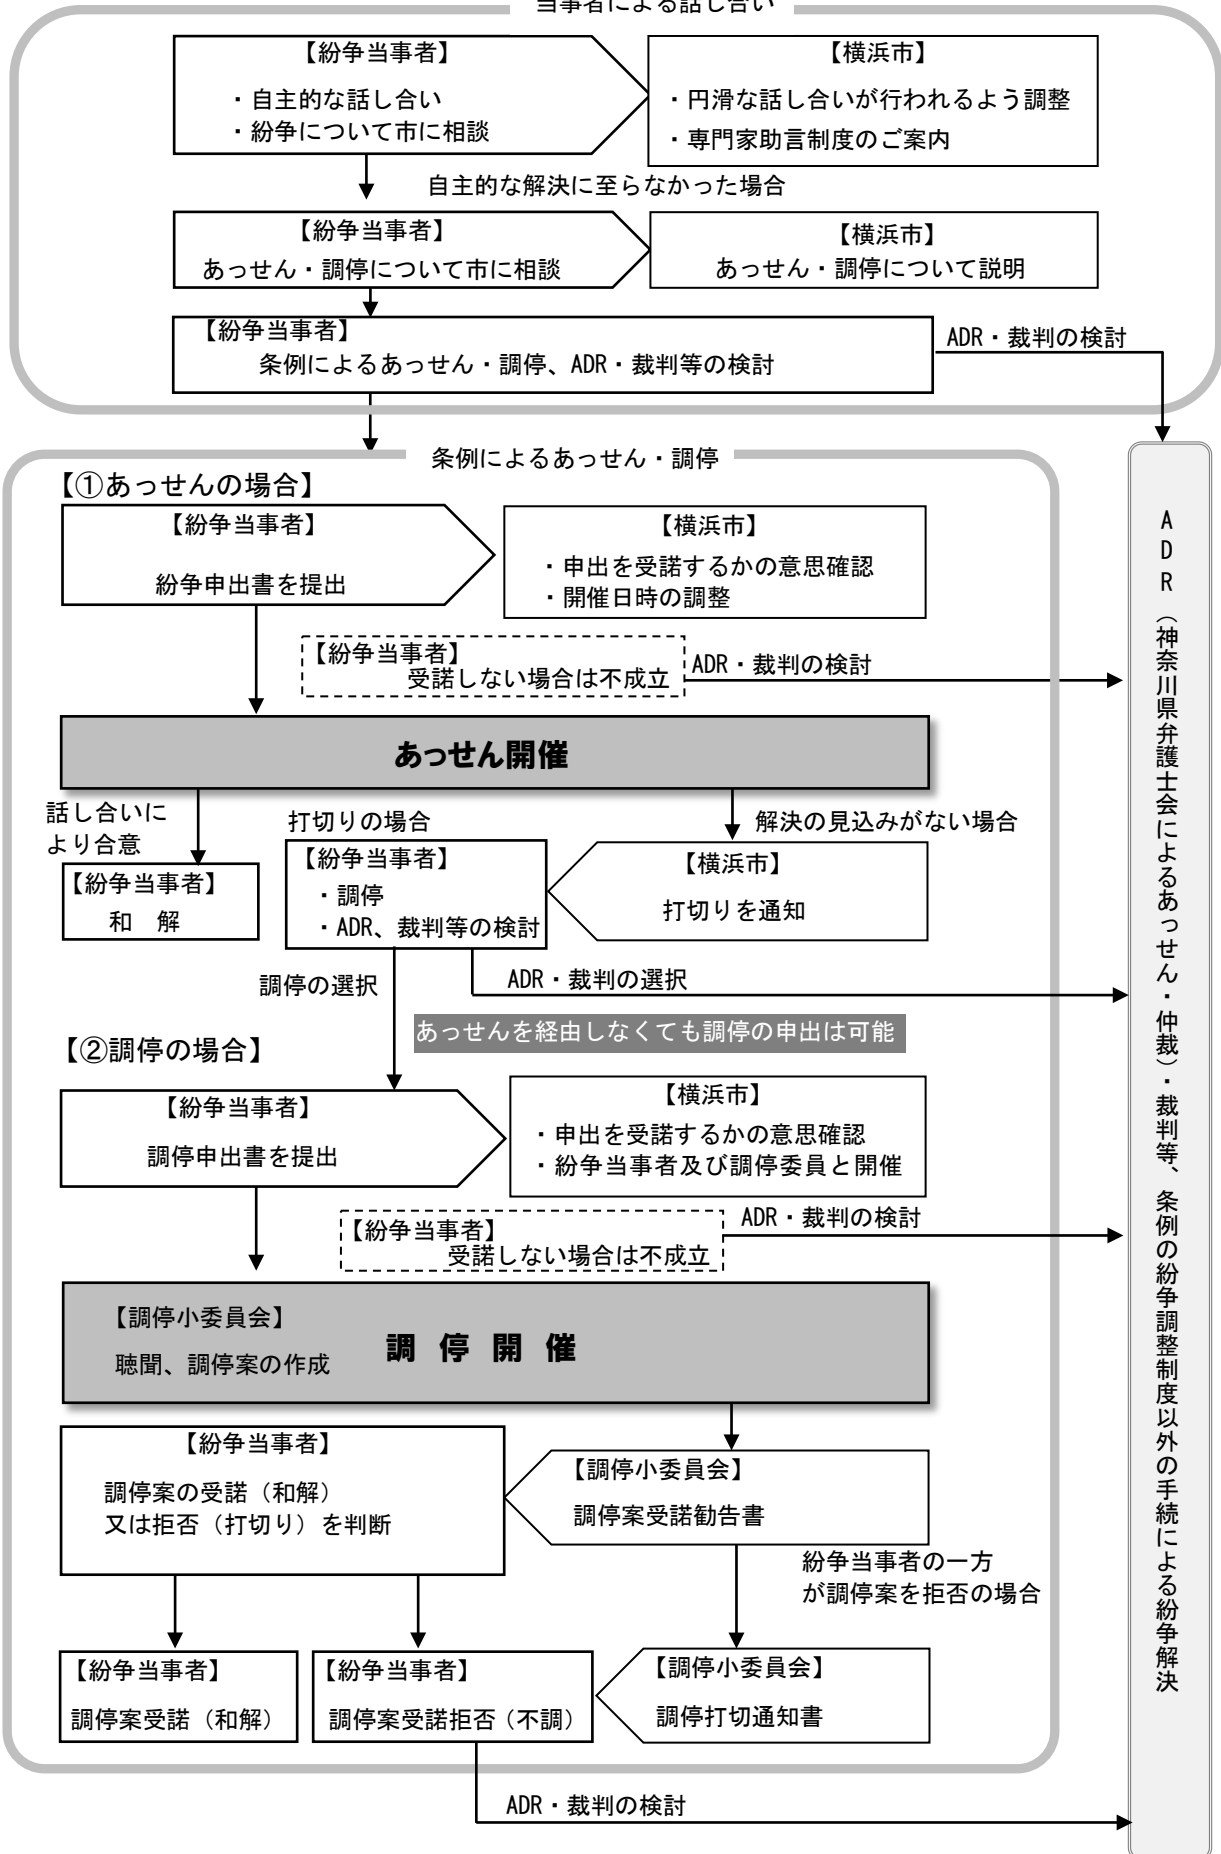 当事者による話し合い
【紛争当事者】
・自主的な話し合い
・紛争について市に相談
【横浜市】
・円滑な話し合いが行われるよう調整
・専門家助言制度のご案内
自主的な解決に至らなかった場合
【紛争当事者】
あっせん・調停について市に相談
【横浜市】
あっせん・調停について説明
【紛争当事者】
条例によるあっせん・調停、ADR・裁判等の検討
ADR・裁判の検討
条例によるあっせん・調停
【①あっせんの場合】
【紛争当事者】
紛争申出書を提出
【横浜市】
・申出を受諾するかの意思確認
・開催日時の調整
【紛争当事者】
受諾しない場合は不成立
ADR・裁判の検討
あっせん開催
話し合いに
より合意
【紛争当事者】
和　解
打切りの場合
【紛争当事者】
・調停
・ADR、裁判等の検討
解決の見込みがない場合
【横浜市】
打切りを通知
調停の選択
ADR・裁判の選択
あっせんを経由しなくても調停の申出は可能
【②調停の場合】
【紛争当事者】
調停申出書を提出
【横浜市】
・申出を受諾するかの意思確認
・紛争当事者及び調停委員と開催
【紛争当事者】
受諾しない場合は不成立
ADR・裁判の検討
【調停小委員会】
聴聞、調停案の作成
調 停 開 催
【紛争当事者】
調停案の受諾（和解）
又は拒否（打切り）を判断
【調停小委員会】
調停案受諾勧告書
紛争当事者の一方
が調停案を拒否の場合
【紛争当事者】
調停案受諾（和解）
【紛争当事者】
調停案受諾拒否（不調）
【調停小委員会】
調停打切通知書
ADR・裁判の検討
ADR（神奈川県弁護士会によるあっせん・仲裁）・裁判等、条例の紛争調整制度以外の手続による紛争解決